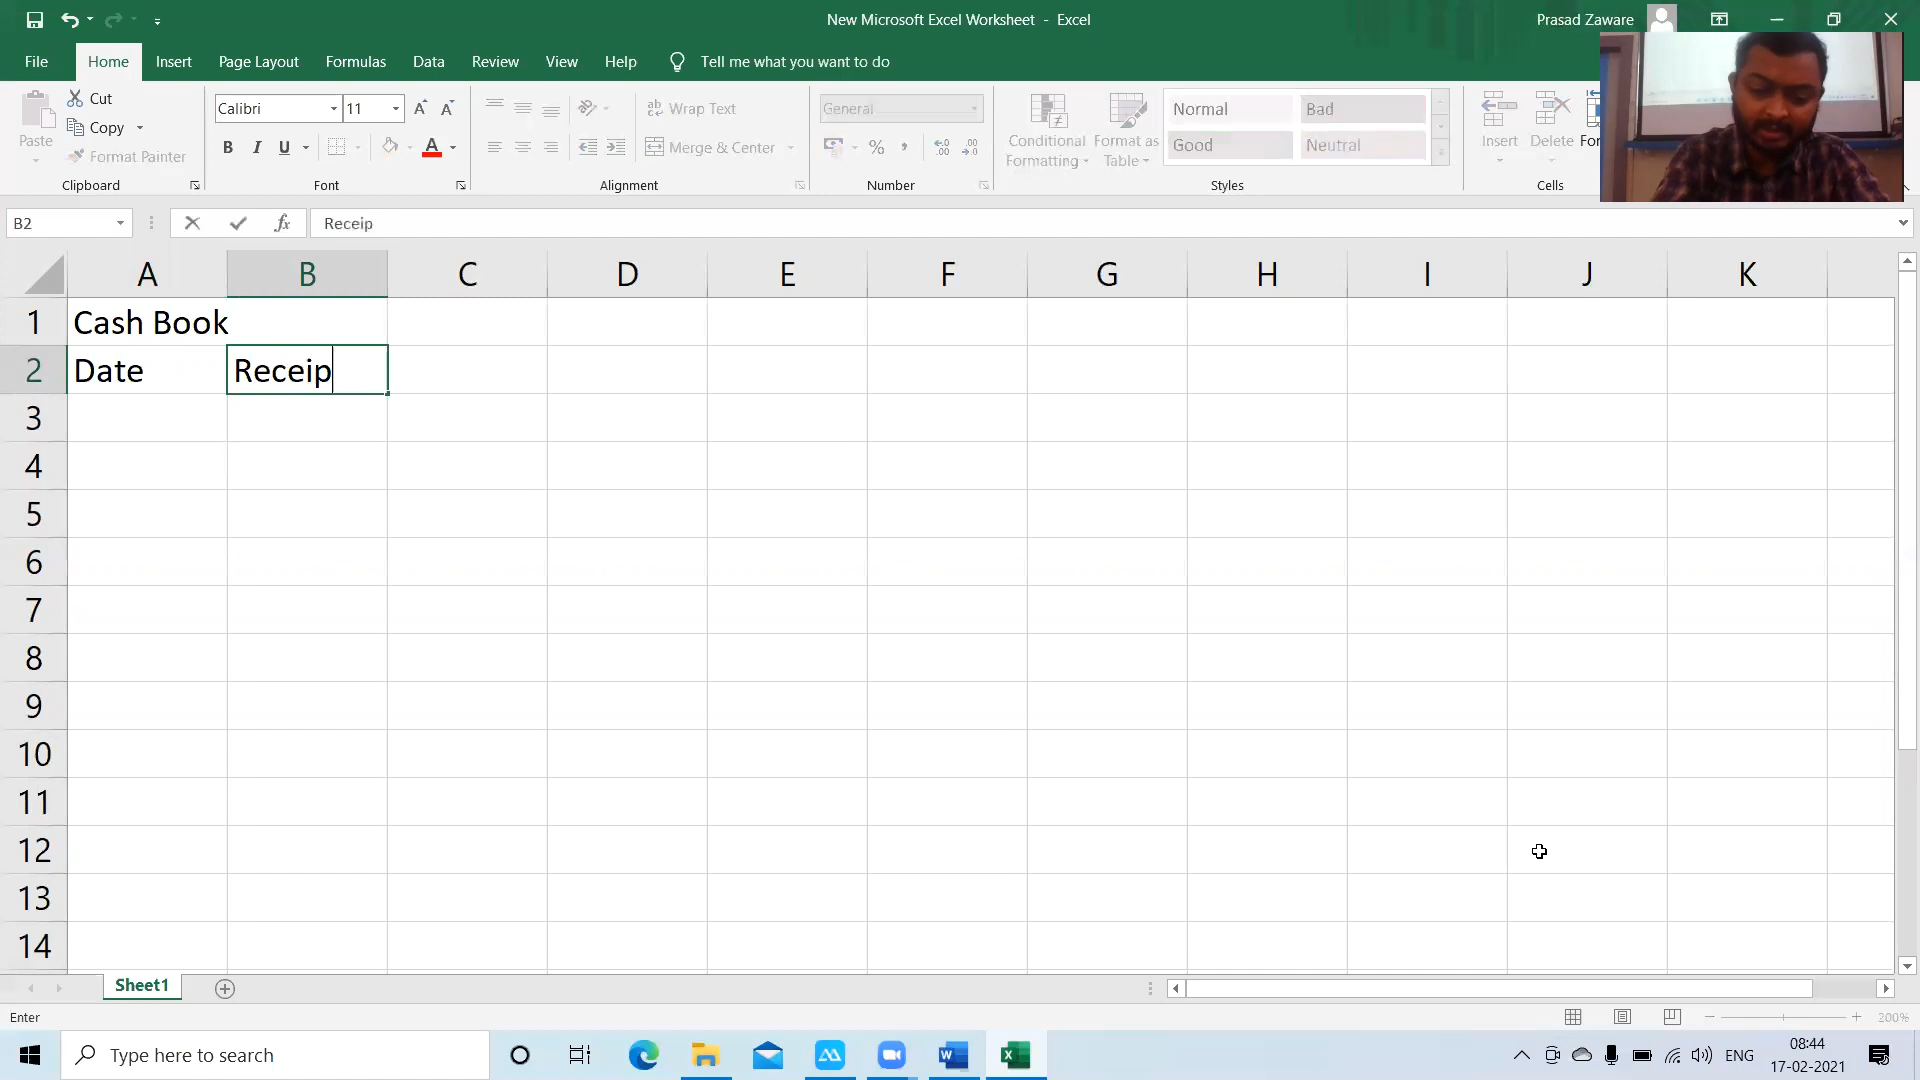 New Microsoft Excel Worksheet - Excel
Prasad Zaware
File Home Insert Page Layout Formulas Data Review View Help Tell me what you want to do
Paste
Cut
Copy
Format Painter
Clipboard
Calibri 11
B I U A
Font
Wrap Text
Merge & Center
Alignment
General
% ,
Number
Conditional Formatting
Format as Table
Normal Bad
Good Neutral
Styles
Insert Delete For
Cells
B2 fx Receip
A B C D E F G H I J K
1 Cash Book
2 Date Receip
3
4
5
6
7
8
9
10
11
12
13
14
Sheet1
Enter 200%
Type here to search
ENG
08:44
17-02-2021